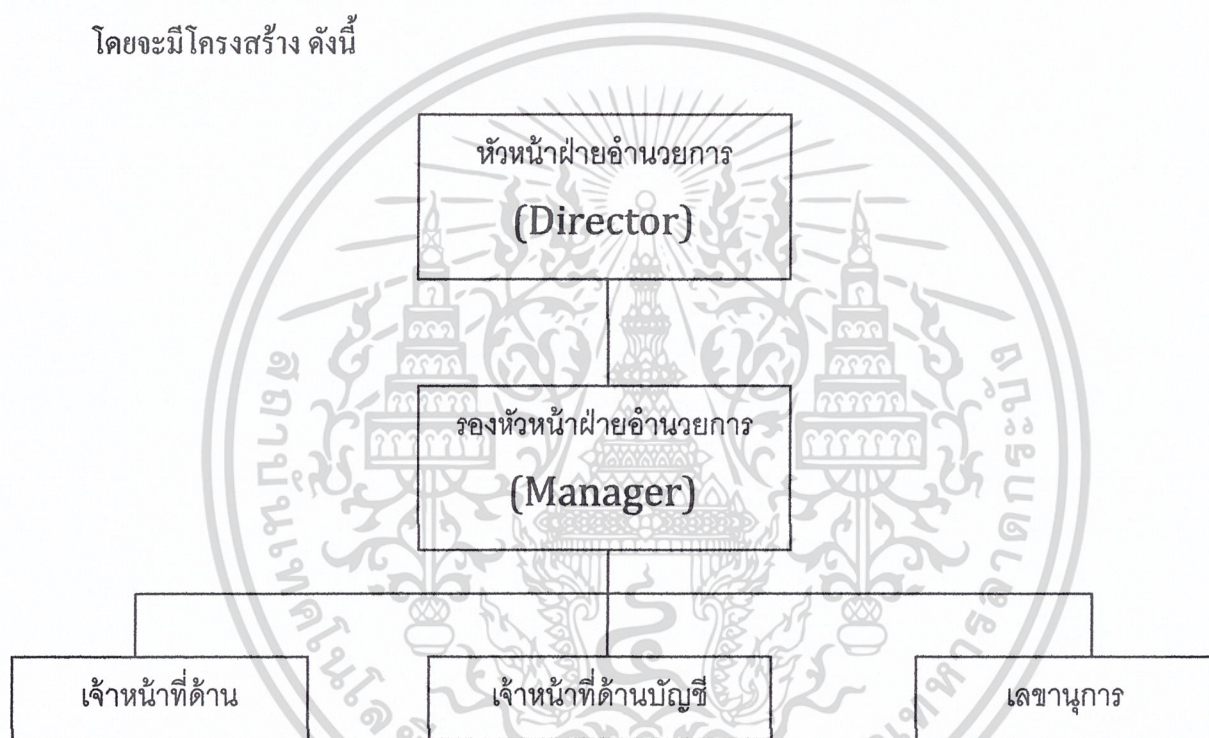 โดยจะมีโครงสร้าง ดังนี้
หัวหน้าฝ่ายอำนวยการ
(Director)
รองหัวหน้าฝ่ายอำนวยการ
(Manager)
เจ้าหน้าที่ด้าน
เจ้าหน้าที่ด้านบัญชี
เลขานุการ